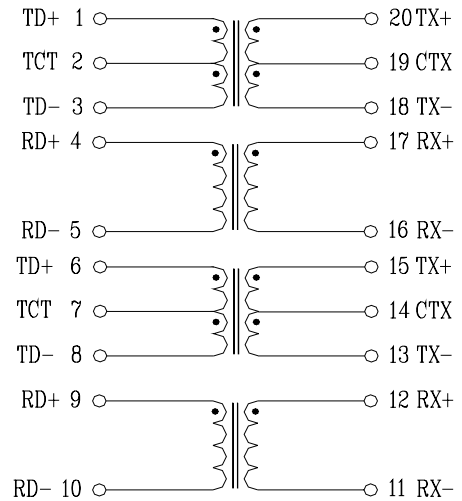 TD+ 1 20 TX+
TCT 2 19 CTX
TD- 3 18 TX-
RD+ 4 17 RX+
RD- 5 16 RX-
TD+ 6 15 TX+
TCT 7 14 CTX
TD- 8 13 TX-
RD+ 9 12 RX+
RD- 10 11 RX-